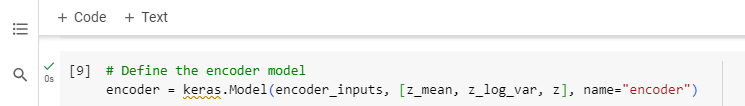 + Code + Text
[9] # Define the encoder model
0s
encoder = keras.Model(encoder_inputs, [z_mean, z_log_var, z], name="encoder")